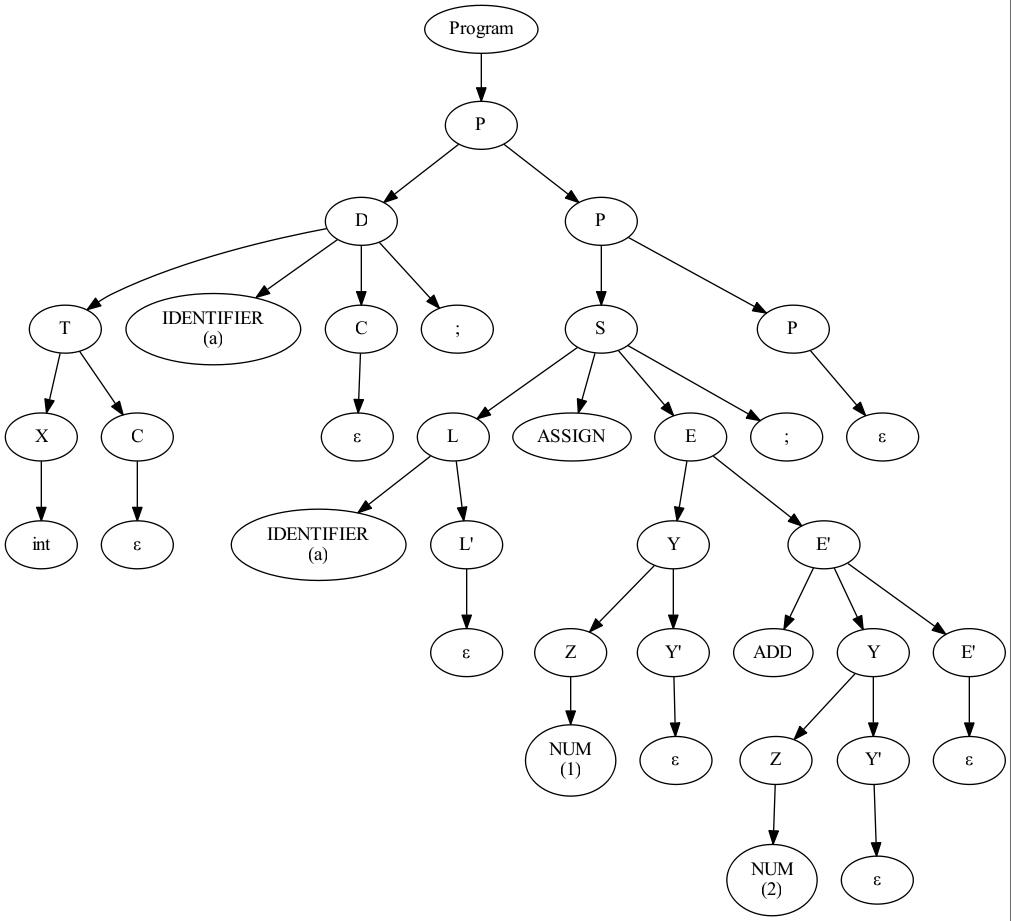 Program
P
D
P
T
IDENTIFIER
(a)
C
;
S
P
X
C
ε
L
ASSIGN
E
;
ε
int
ε
IDENTIFIER
(a)
L'
Y
E'
ε
Z
Y'
ADD
Y
E'
NUM
(1)
ε
Z
Y'
ε
NUM
(2)
ε